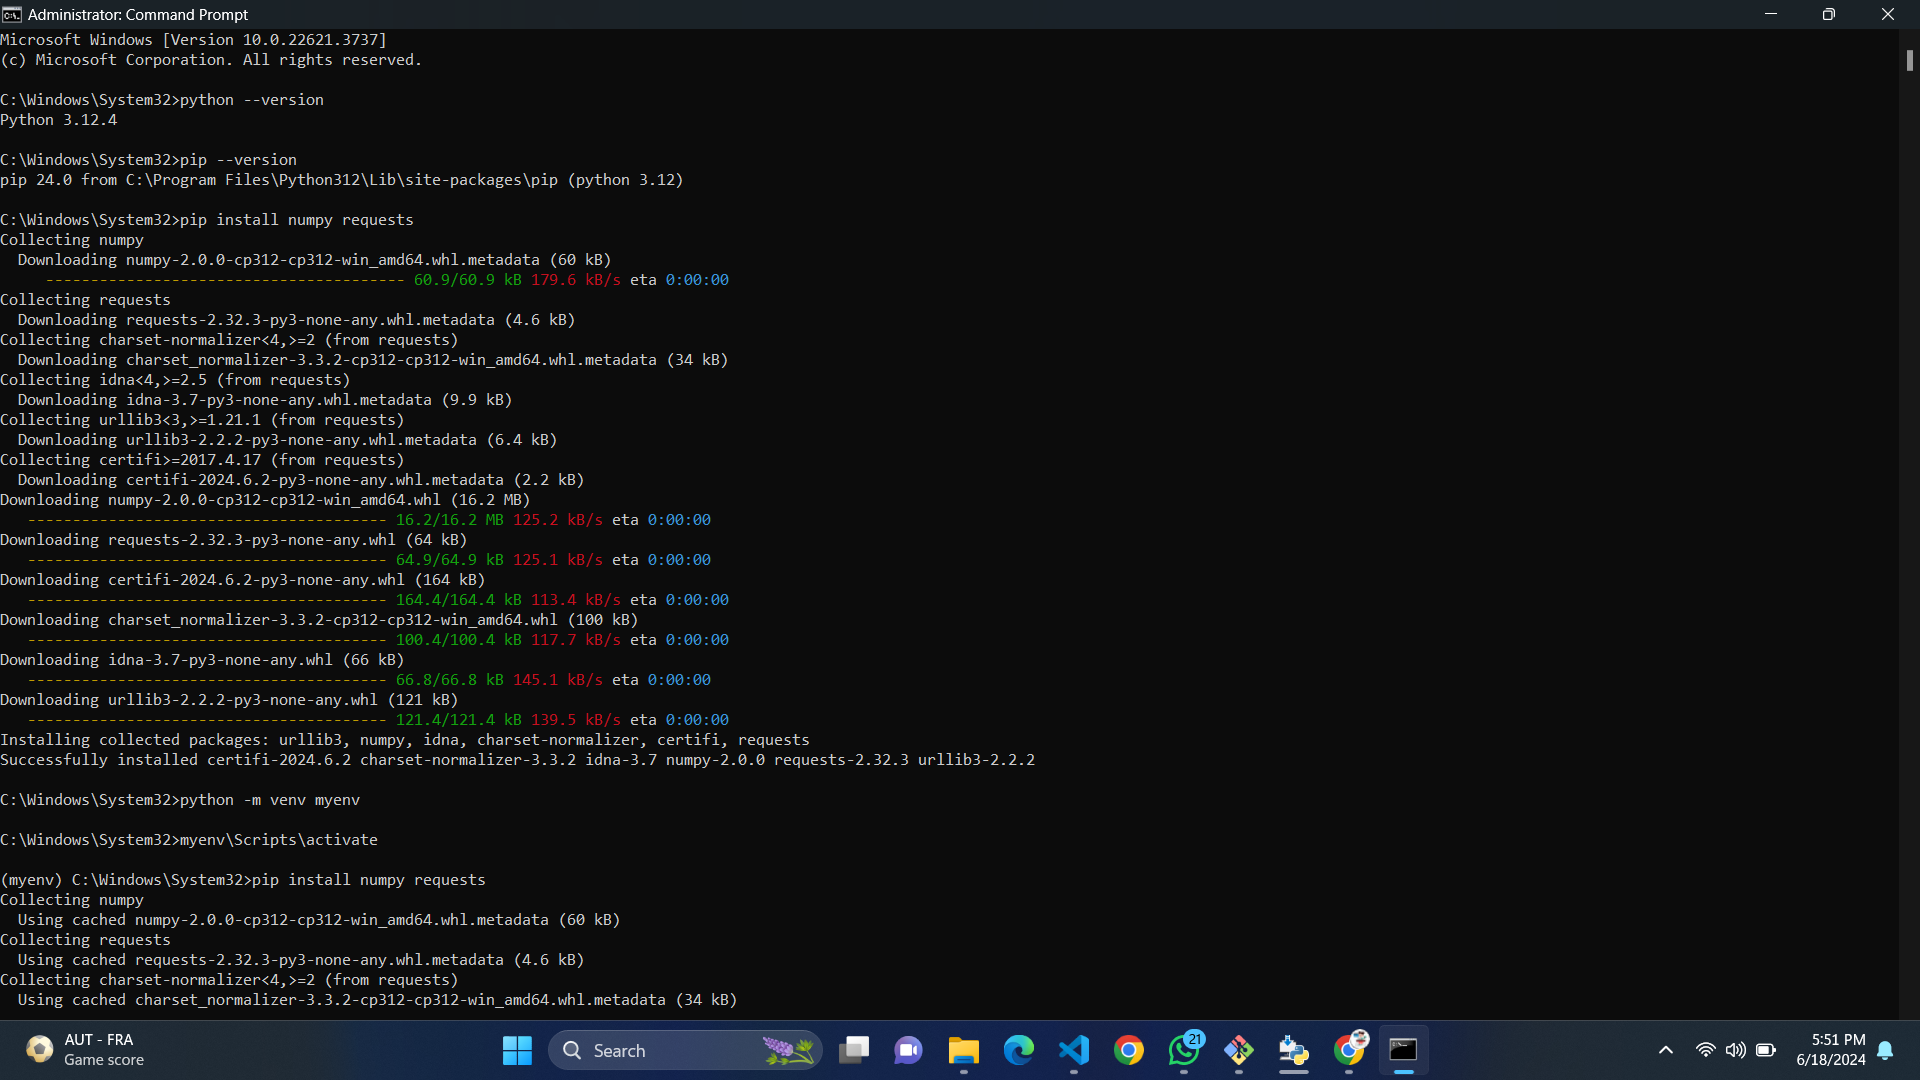 Administrator: Command Prompt
Microsoft Windows [Version 10.0.22621.3737]
(c) Microsoft Corporation. All rights reserved.
C:\Windows\System32>python --version
Python 3.12.4
C:\Windows\System32>pip --version
pip 24.0 from C:\Program Files\Python312\Lib\site-packages\pip (python 3.12)
C:\Windows\System32>pip install numpy requests
Collecting numpy
  Downloading numpy-2.0.0-cp312-cp312-win_amd64.whl.metadata (60 kB)
     ---------------------------------------- 60.9/60.9 kB 179.6 kB/s eta 0:00:00
Collecting requests
  Downloading requests-2.32.3-py3-none-any.whl.metadata (4.6 kB)
Collecting charset-normalizer<4,>=2 (from requests)
  Downloading charset_normalizer-3.3.2-cp312-cp312-win_amd64.whl.metadata (34 kB)
Collecting idna<4,>=2.5 (from requests)
  Downloading idna-3.7-py3-none-any.whl.metadata (9.9 kB)
Collecting urllib3<3,>=1.21.1 (from requests)
  Downloading urllib3-2.2.2-py3-none-any.whl.metadata (6.4 kB)
Collecting certifi>=2017.4.17 (from requests)
  Downloading certifi-2024.6.2-py3-none-any.whl.metadata (2.2 kB)
Downloading numpy-2.0.0-cp312-cp312-win_amd64.whl (16.2 MB)
   ---------------------------------------- 16.2/16.2 MB 125.2 kB/s eta 0:00:00
Downloading requests-2.32.3-py3-none-any.whl (64 kB)
   ---------------------------------------- 64.9/64.9 kB 125.1 kB/s eta 0:00:00
Downloading certifi-2024.6.2-py3-none-any.whl (164 kB)
   ---------------------------------------- 164.4/164.4 kB 113.4 kB/s eta 0:00:00
Downloading charset_normalizer-3.3.2-cp312-cp312-win_amd64.whl (100 kB)
   ---------------------------------------- 100.4/100.4 kB 117.7 kB/s eta 0:00:00
Downloading idna-3.7-py3-none-any.whl (66 kB)
   ---------------------------------------- 66.8/66.8 kB 145.1 kB/s eta 0:00:00
Downloading urllib3-2.2.2-py3-none-any.whl (121 kB)
   ---------------------------------------- 121.4/121.4 kB 139.5 kB/s eta 0:00:00
Installing collected packages: urllib3, numpy, idna, charset-normalizer, certifi, requests
Successfully installed certifi-2024.6.2 charset-normalizer-3.3.2 idna-3.7 numpy-2.0.0 requests-2.32.3 urllib3-2.2.2
C:\Windows\System32>python -m venv myenv
C:\Windows\System32>myenv\Scripts\activate
(myenv) C:\Windows\System32>pip install numpy requests
Collecting numpy
  Using cached numpy-2.0.0-cp312-cp312-win_amd64.whl.metadata (60 kB)
Collecting requests
  Using cached requests-2.32.3-py3-none-any.whl.metadata (4.6 kB)
Collecting charset-normalizer<4,>=2 (from requests)
  Using cached charset_normalizer-3.3.2-cp312-cp312-win_amd64.whl.metadata (34 kB)
AUT - FRA
Game score
Search
21
5:51 PM
6/18/2024